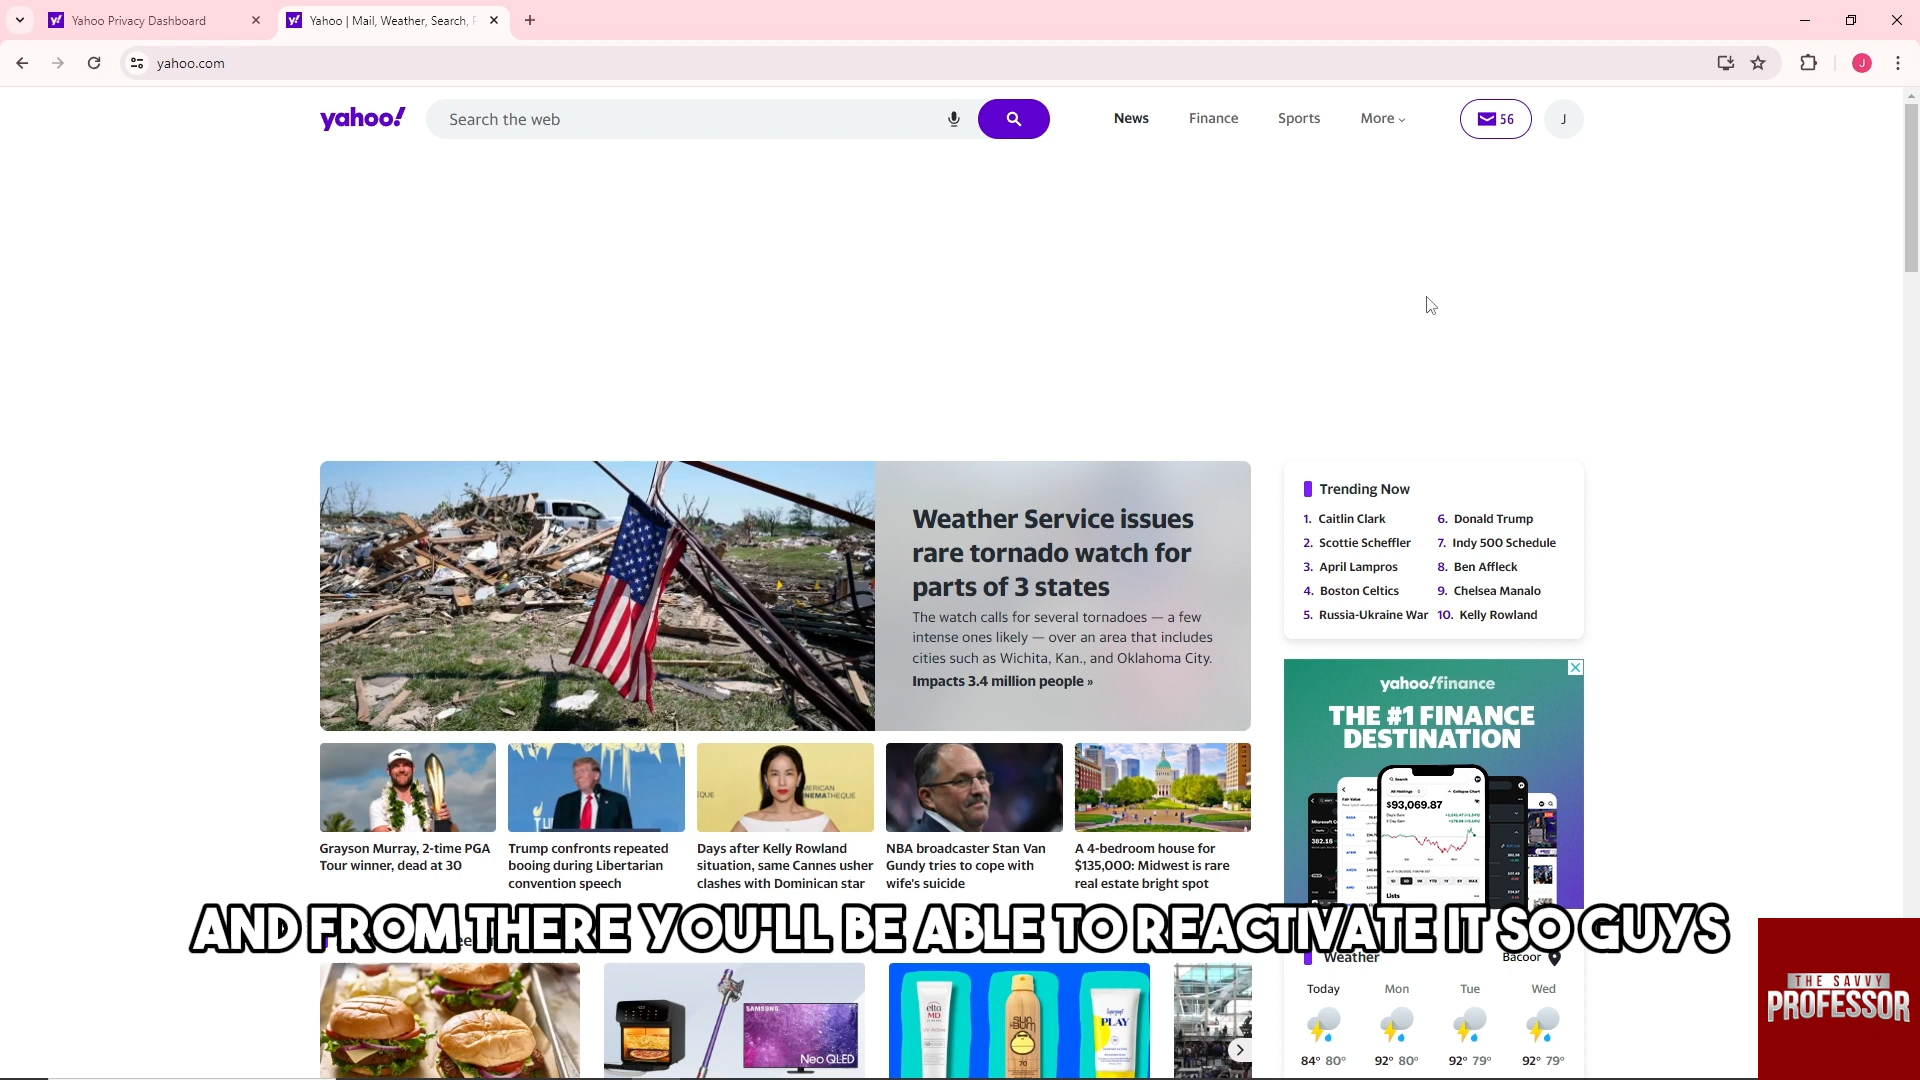 Yahoo Privacy Dashboard
Yahoo | Mail, Weather, Search,
yahoo.com
J
yahoo!
Search the web
News
Finance
Sports
More
56
J
Weather Service issues
rare tornado watch for
parts of 3 states
The watch calls for several tornadoes — a few
intense ones likely — over an area that includes
cities such as Wichita, Kan., and Oklahoma City.
Impacts 3.4 million people »
Trending Now
1. Caitlin Clark
2. Scottie Scheffler
3. April Lampros
4. Boston Celtics
5. Russia-Ukraine War
6. Donald Trump
7. Indy 500 Schedule
8. Ben Affleck
9. Chelsea Manalo
10. Kelly Rowland
yahoo!finance
THE #1 FINANCE
DESTINATION
Search
$93,069.87
Lists
Grayson Murray, 2-time PGA
Tour winner, dead at 30
Trump confronts repeated
booing during Libertarian
convention speech
Days after Kelly Rowland
situation, same Cannes usher
clashes with Dominican star
NBA broadcaster Stan Van
Gundy tries to cope with
wife's suicide
A 4-bedroom house for
$135,000: Midwest is rare
real estate bright spot
AND FROM THERE YOU'LL BE ABLE TO REACTIVATE IT SO GUYS
Weather
Bacoor
Today
Mon
Tue
Wed
84° 80°
92° 80°
92° 79°
92° 79°
SAMSUNG
Neo QLED
elta
MD
SUN
BUM
70
PLAY
THE SAVVY
PROFESSOR